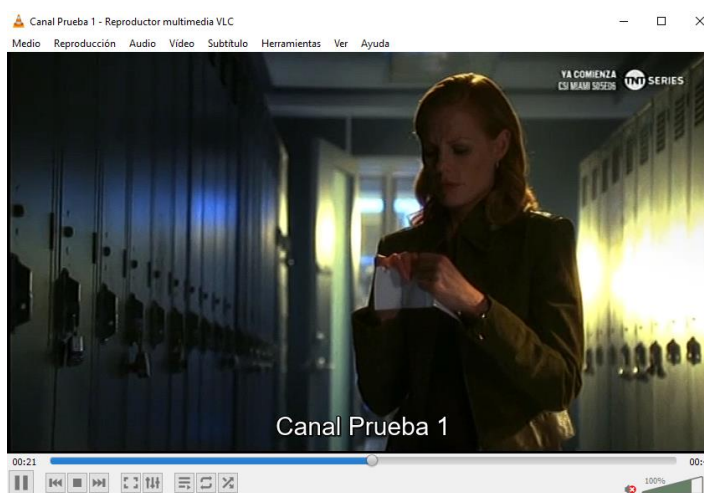 Canal Prueba 1 - Reproductor multimedia VLC
Medio Reproducción Audio Vídeo Subtítulo Herramientas Ver Ayuda
YA COMIENZA
CSI MIAMI S05E06
TNT SERIES
Canal Prueba 1
00:21
100%